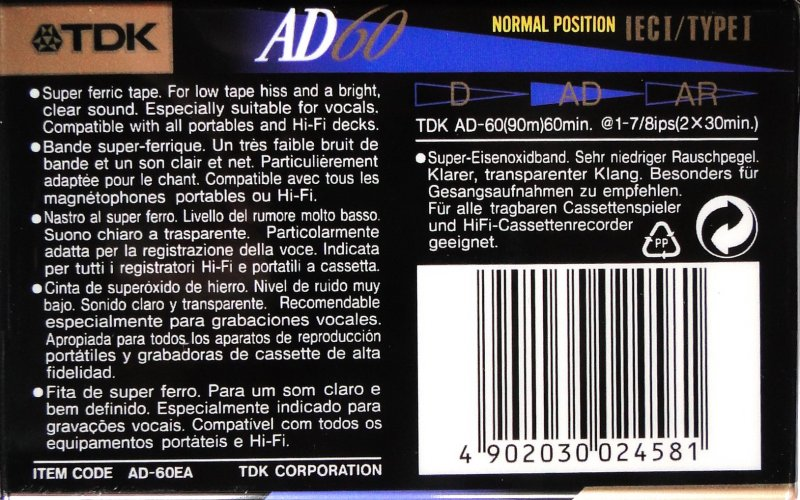 TDK
AD60
NORMAL POSITION IECI/TYPE I
● Super ferric tape. For low tape hiss and a bright,
clear sound. Especially suitable for vocals.
Compatible with all portables and Hi-Fi decks.
● Bande super-ferrique. Un très faible bruit de
bande et un son clair et net. Particulièrement
adaptée pour le chant. Compatible avec tous les
magnétophones portables ou Hi-Fi.
● Nastro al super ferro. Livello del rumore molto basso.
Suono chiaro a trasparente. Particolarmente
adatta per la registrazione della voce. Indicata
per tutti i registratori Hi-Fi e portatili a cassetta.
● Cinta de superóxido de hierro. Nivel de ruido muy
bajo. Sonido claro y transparente. Recomendable
especialmente para grabaciones vocales.
Apropiada para todos los aparatos de reproducción
portátiles y grabadoras de cassette de alta
fidelidad.
● Fita de super ferro. Para um som claro e
bem definido. Especialmente indicado para
gravações vocais. Compatível com todos os
equipamentos portáteis e Hi-Fi.
ITEM CODE AD-60EA TDK CORPORATION
D AD AR
TDK AD-60(90m)60min. @1-7/8ips(2×30min.)
● Super-Eisenoxidband. Sehr niedriger Rauschpegel.
Klarer, transparenter Klang. Besonders für
Gesangsaufnahmen zu empfehlen.
Für alle tragbaren Cassettenspieler
und HiFi-Cassettenrecorder
geeignet.
PP
4 902030 024581